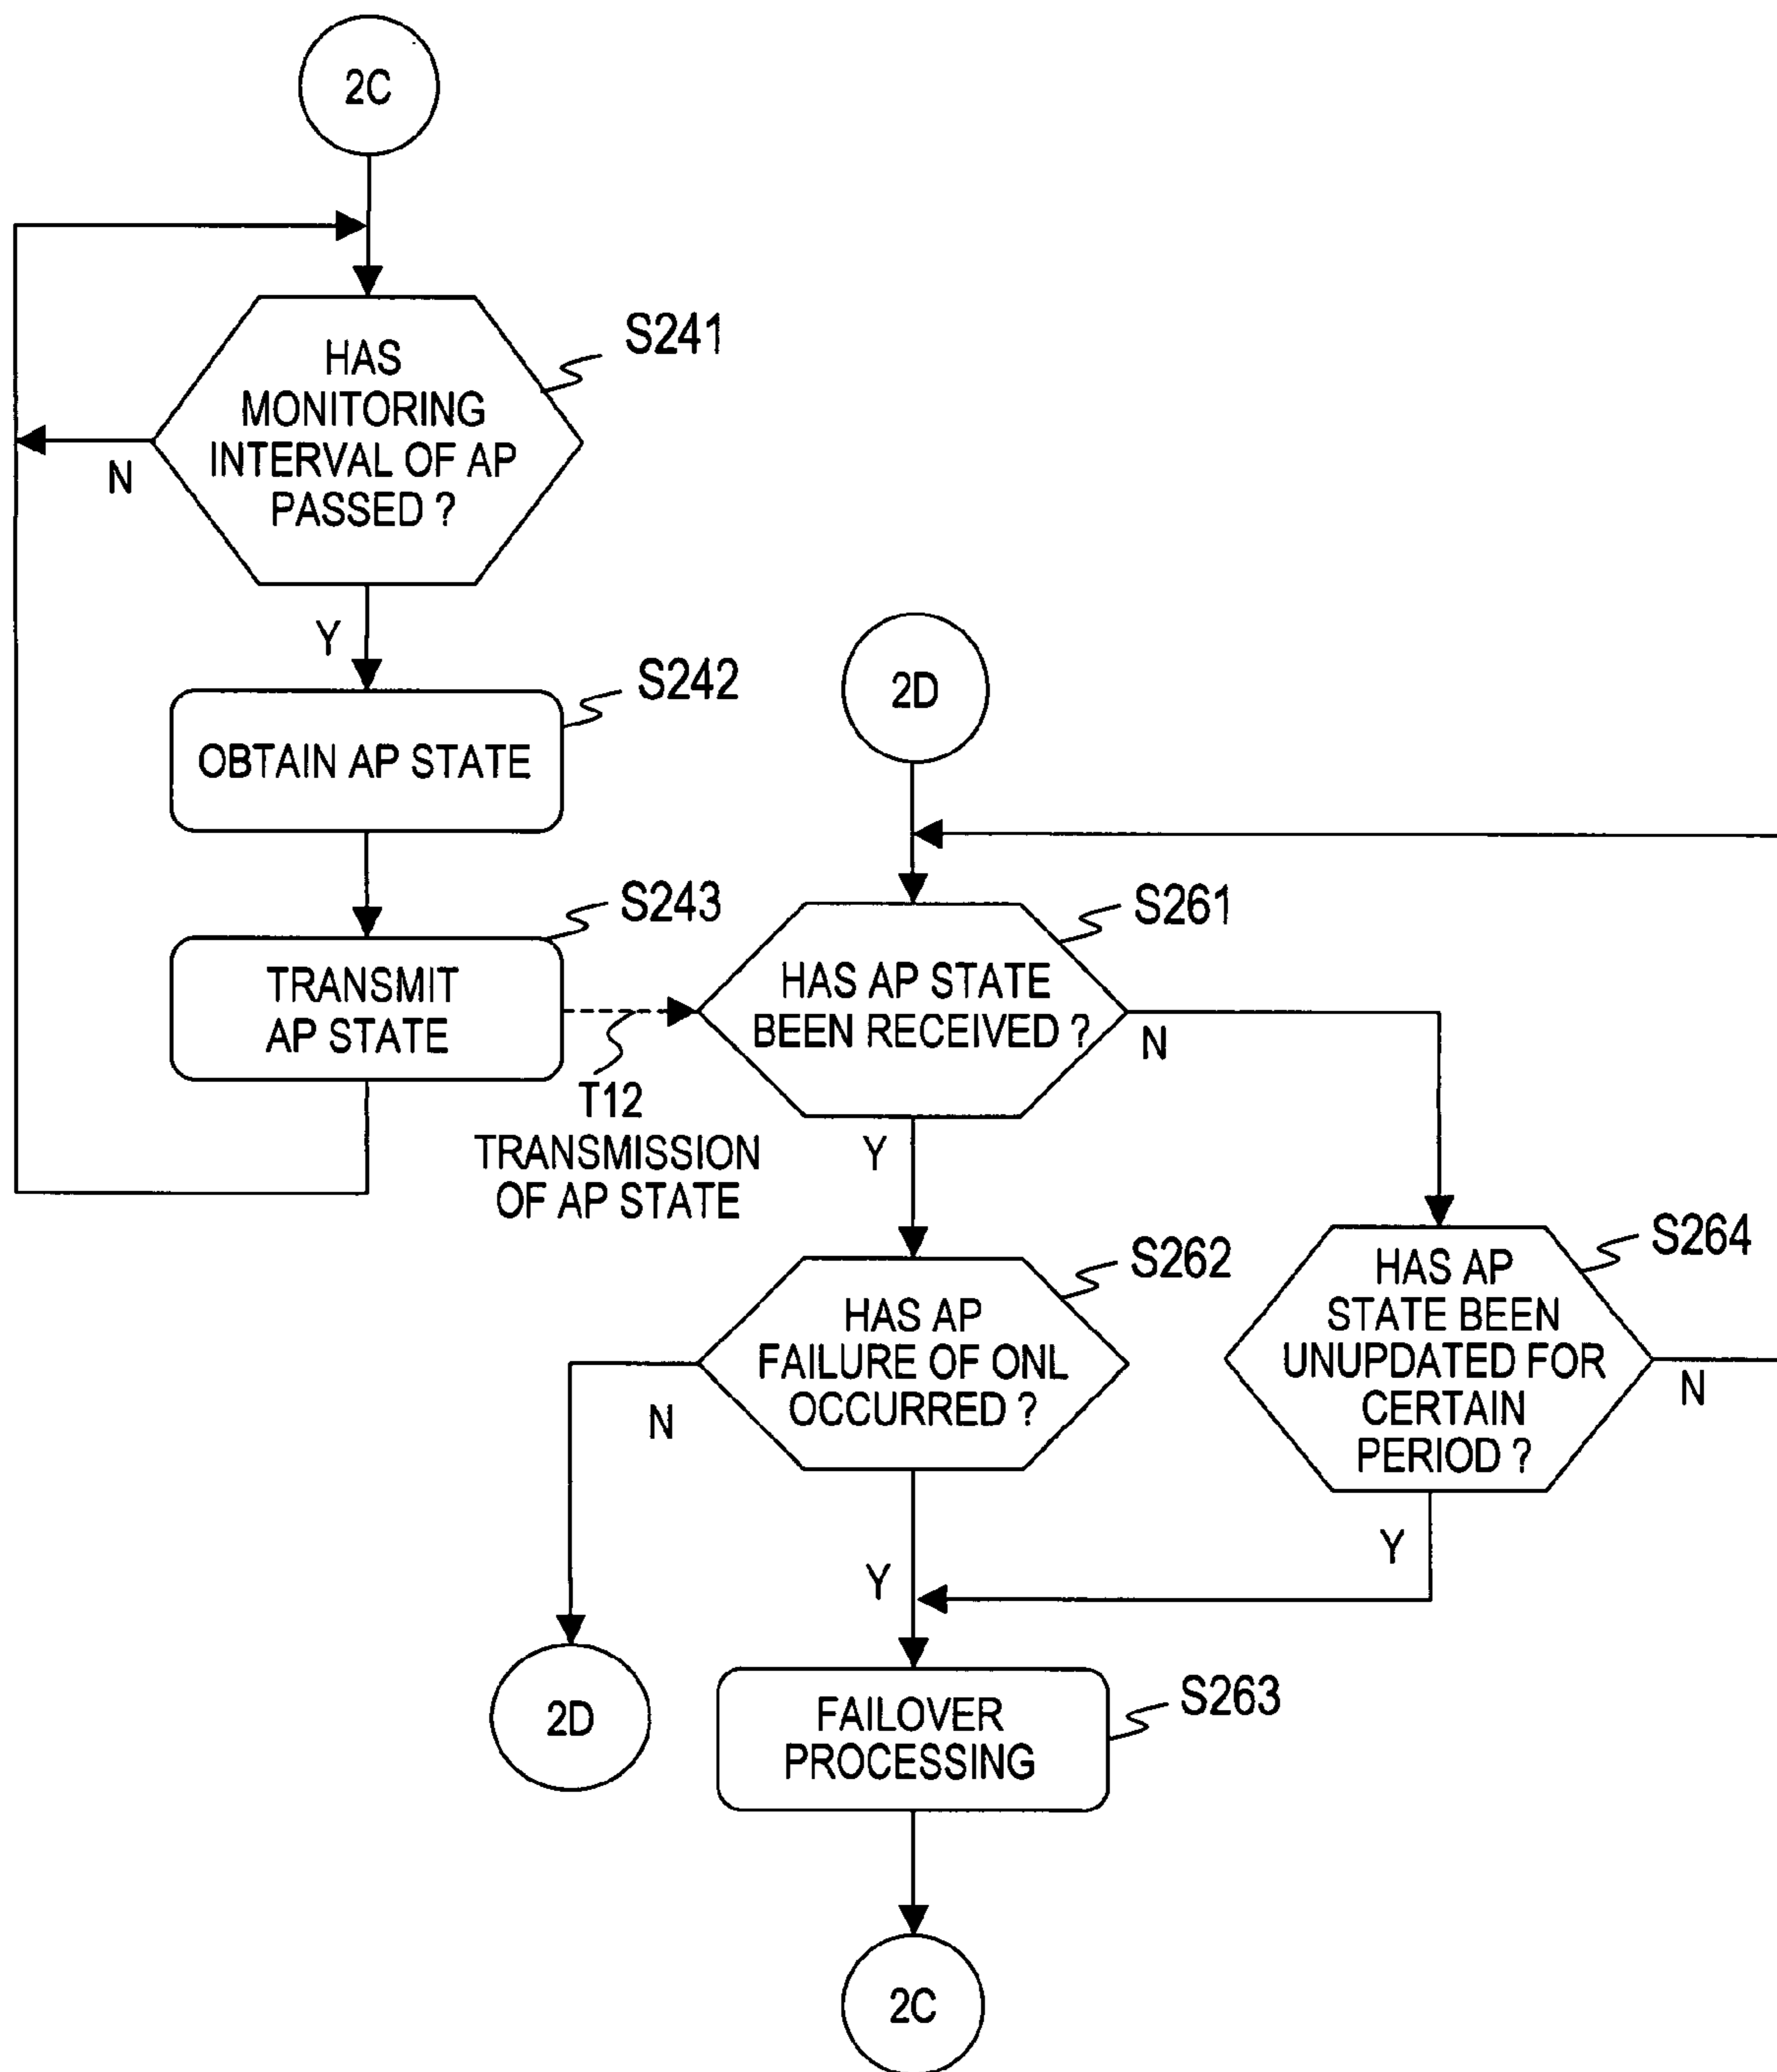 2C
S241
HAS
MONITORING
INTERVAL OF AP
PASSED ?
N
Y
S242
OBTAIN AP STATE
S243
TRANSMIT
AP STATE
T12
TRANSMISSION
OF AP STATE
2D
S261
HAS AP STATE
BEEN RECEIVED ?
N
Y
S262
HAS AP
FAILURE OF ONL
OCCURRED ?
N
Y
S264
HAS AP
STATE BEEN
UNUPDATED FOR
CERTAIN
PERIOD ?
N
Y
2D
S263
FAILOVER
PROCESSING
2C